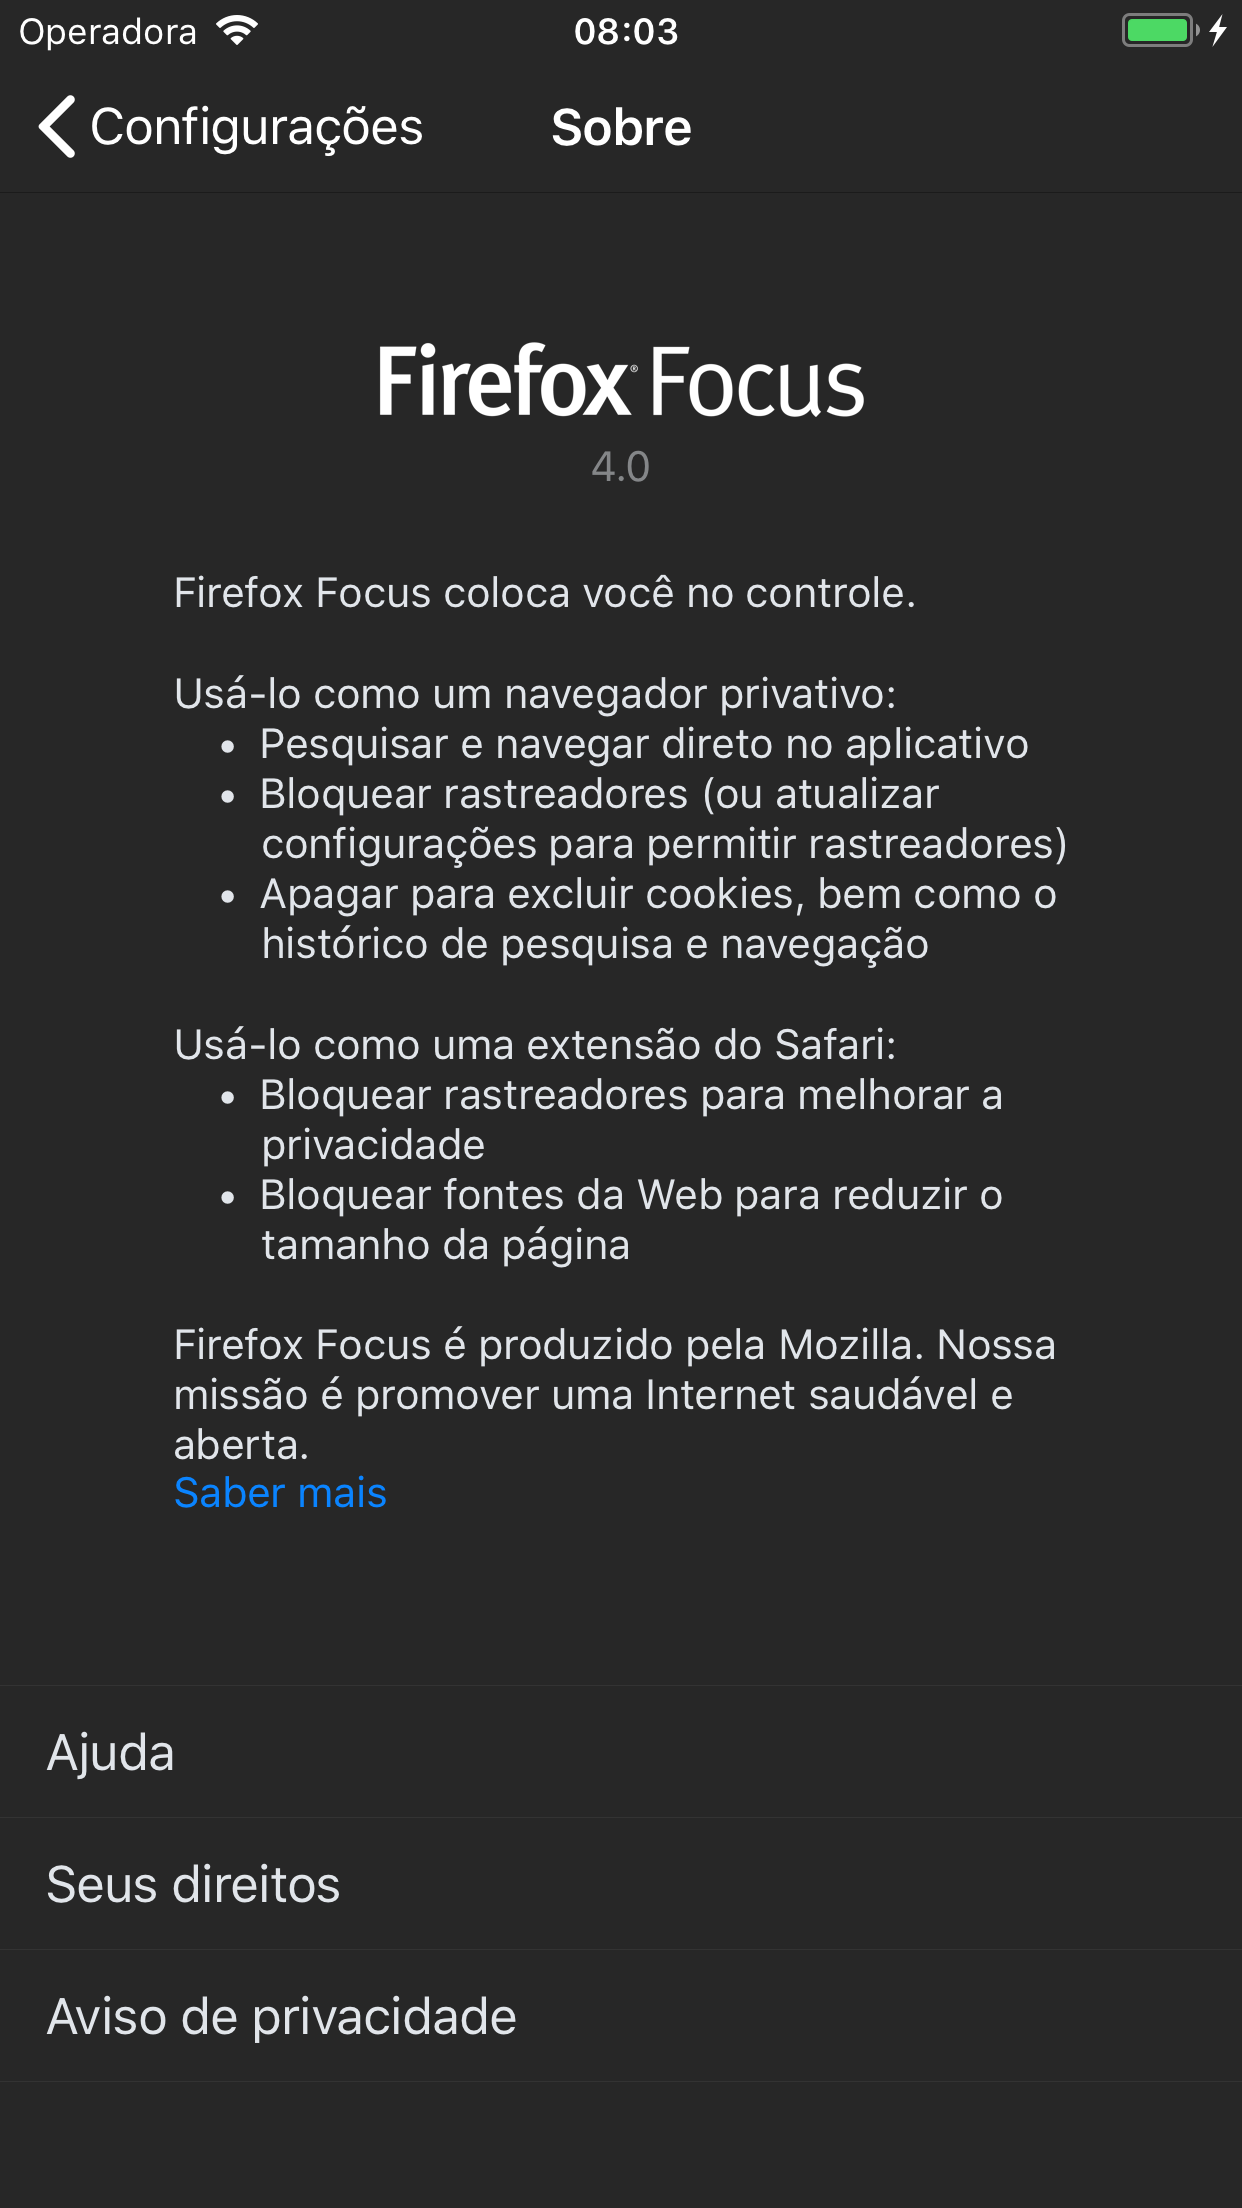 Operadora
08:03
Configurações
Sobre
Firefox® Focus
4.0
Firefox Focus coloca você no controle.
Usá-lo como um navegador privativo:
• Pesquisar e navegar direto no aplicativo
• Bloquear rastreadores (ou atualizar
configurações para permitir rastreadores)
• Apagar para excluir cookies, bem como o
histórico de pesquisa e navegação
Usá-lo como uma extensão do Safari:
• Bloquear rastreadores para melhorar a
privacidade
• Bloquear fontes da Web para reduzir o
tamanho da página
Firefox Focus é produzido pela Mozilla. Nossa
missão é promover uma Internet saudável e
aberta.
Saber mais
Ajuda
Seus direitos
Aviso de privacidade